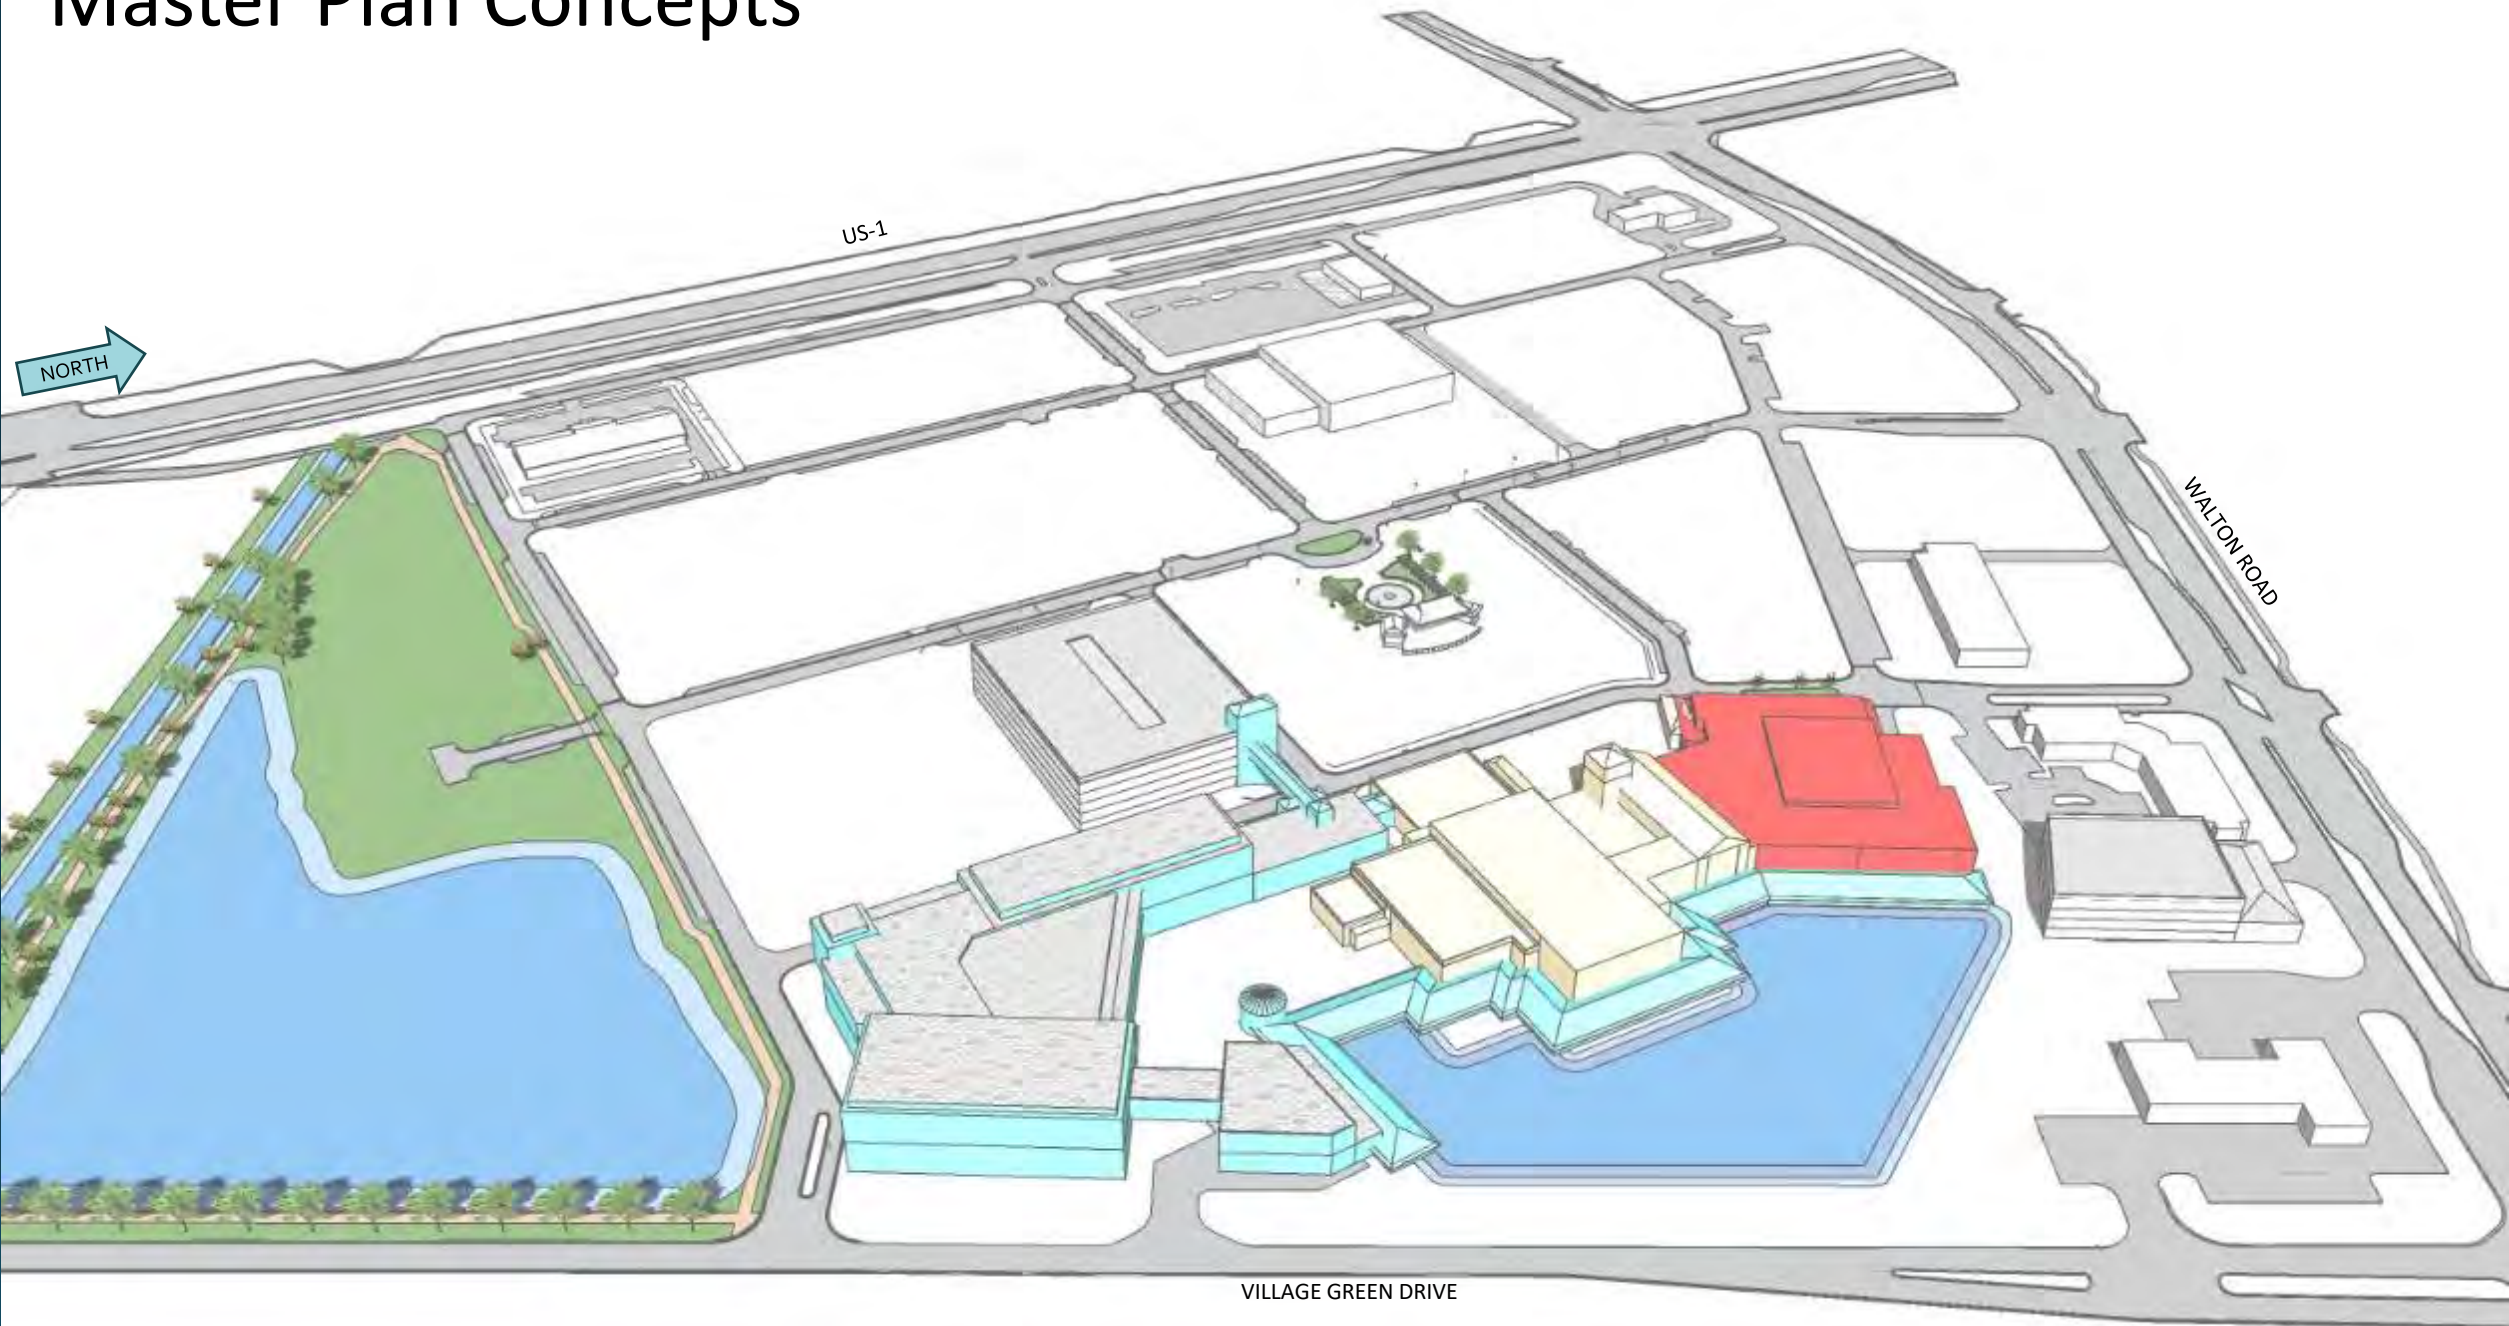 Master Plan Concepts
US-1
NORTH
WALTON ROAD
VILLAGE GREEN DRIVE